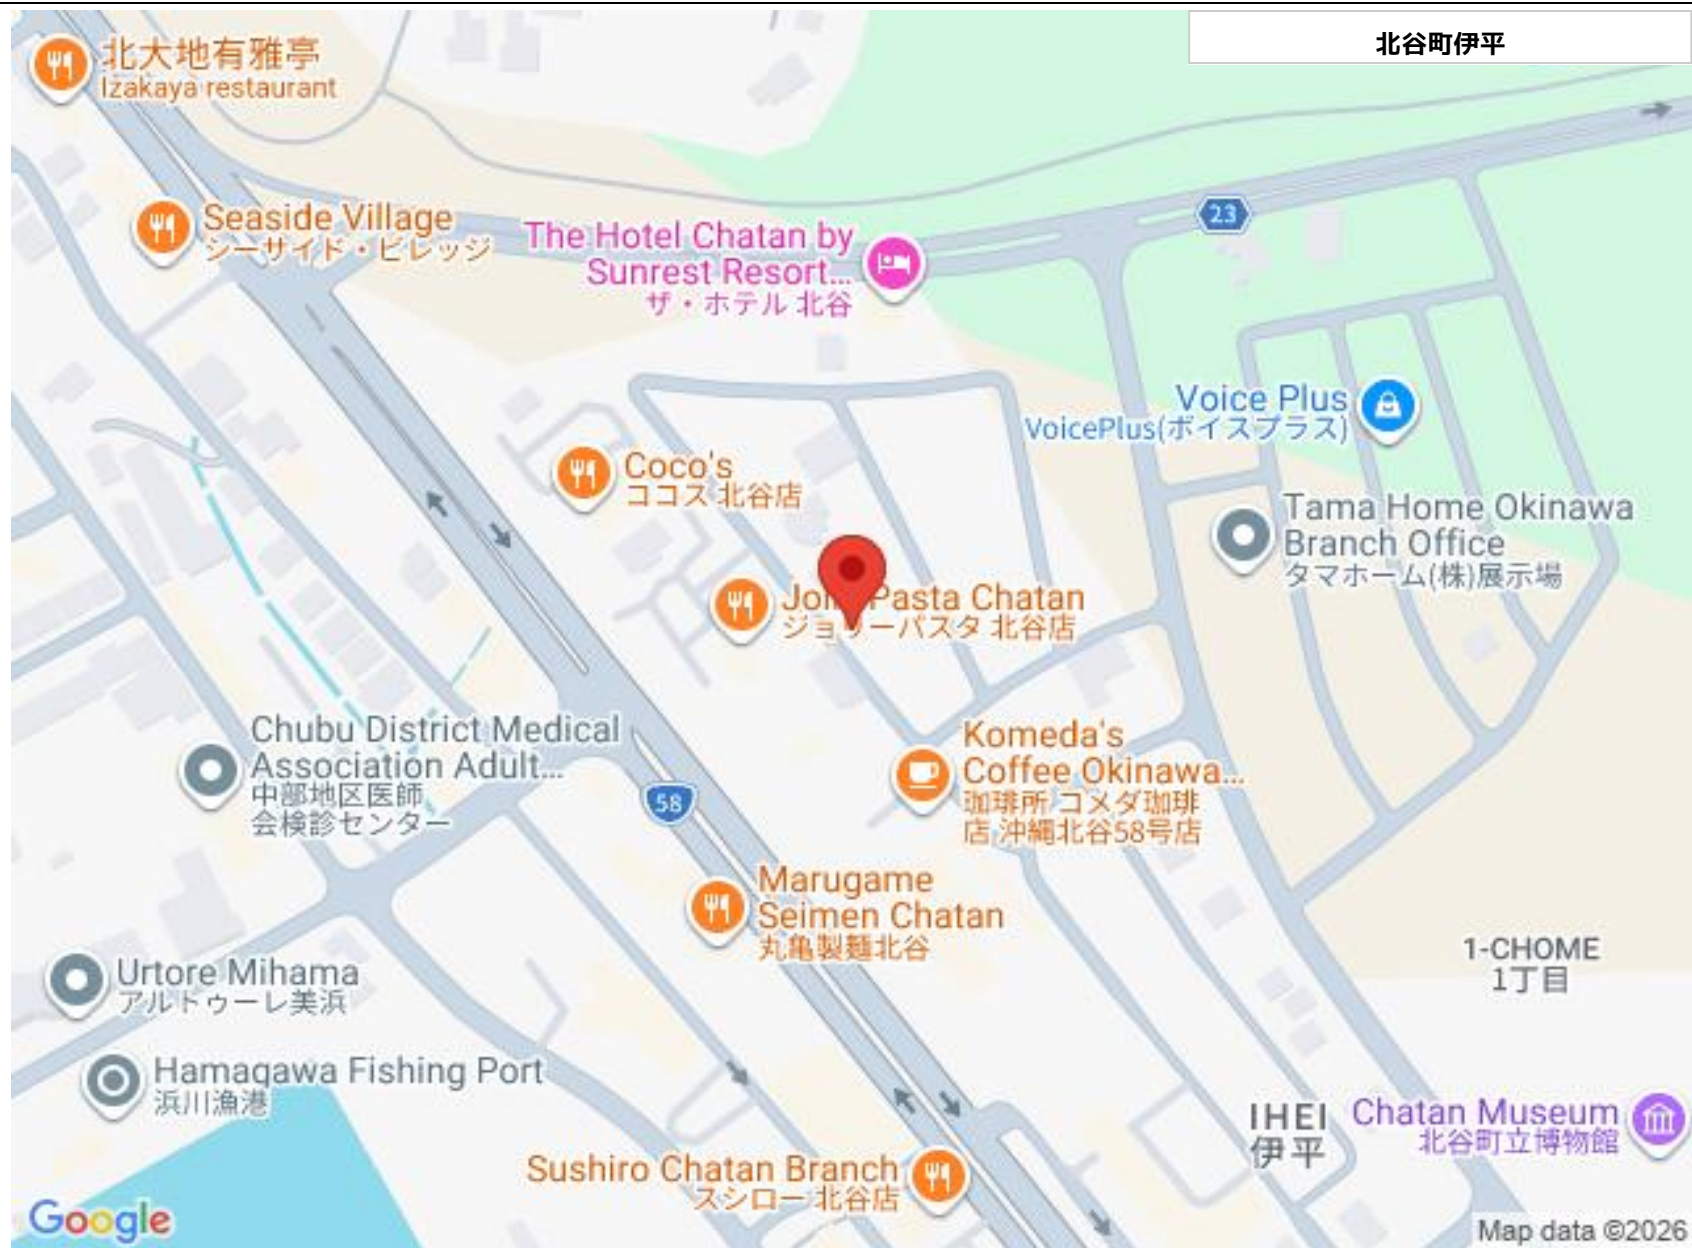 北谷町伊平
北大地有雅亭
Izakaya restaurant
Seaside Village
シーサイド・ビレッジ
The Hotel Chatan by
Sunrest Resort...
ザ・ホテル 北谷
23
Voice Plus
VoicePlus(ボイスプラス)
Coco's
ココス 北谷店
Tama Home Okinawa
Branch Office
タマホーム(株)展示場
Pasta Chatan
北谷店
Chubu District Medical
Association Adult...
中部地区医師
会検診センター
58
Komeda's
Coffee Okinawa...
珈琲所 コメダ珈琲
店 沖縄北谷58号店
Marugame
Seimen Chatan
丸亀製麺北谷
1-CHOME
1丁目
Urtore Mihama
アルトゥーレ美浜
Hamagawa Fishing Port
浜川漁港
IHEI
伊平
Chatan Museum
北谷町立博物館
Sushiro Chatan Branch
スシロー 北谷店
Google
Map data ©2026